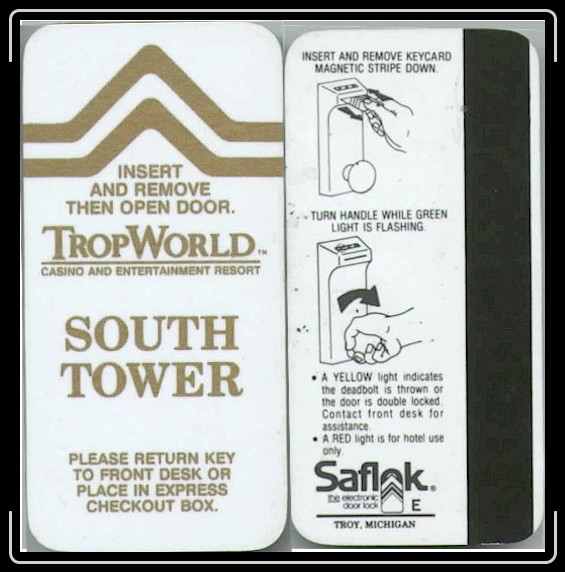 INSERT
AND REMOVE
THEN OPEN DOOR.
TROPWORLD™
CASINO AND ENTERTAINMENT RESORT
SOUTH
TOWER
PLEASE RETURN KEY
TO FRONT DESK OR
PLACE IN EXPRESS
CHECKOUT BOX.
INSERT AND REMOVE KEYCARD
MAGNETIC STRIPE DOWN.
TURN HANDLE WHILE GREEN
LIGHT IS FLASHING.
• A YELLOW light indicates
the deadbolt is thrown or
the door is double locked.
Contact front desk for
assistance.
• A RED light is for hotel use
only.
Saflok®
the electronic
door lock
E
TROY, MICHIGAN